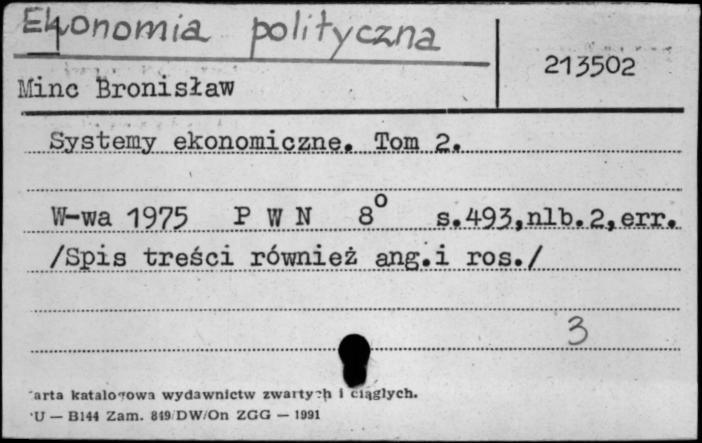 Ekonomia polityczna
213502
Minc Bronisław
Systemy ekonomiczne. Tom 2.
W-wa 1975 P W N 8° s.493,nlb.2,err.
/Spis treści również ang.i ros./
3
arta katalogowa wydawnictw zwartych i ciągłych.
U — B144 Zam. 849/DW/On ZGG — 1991